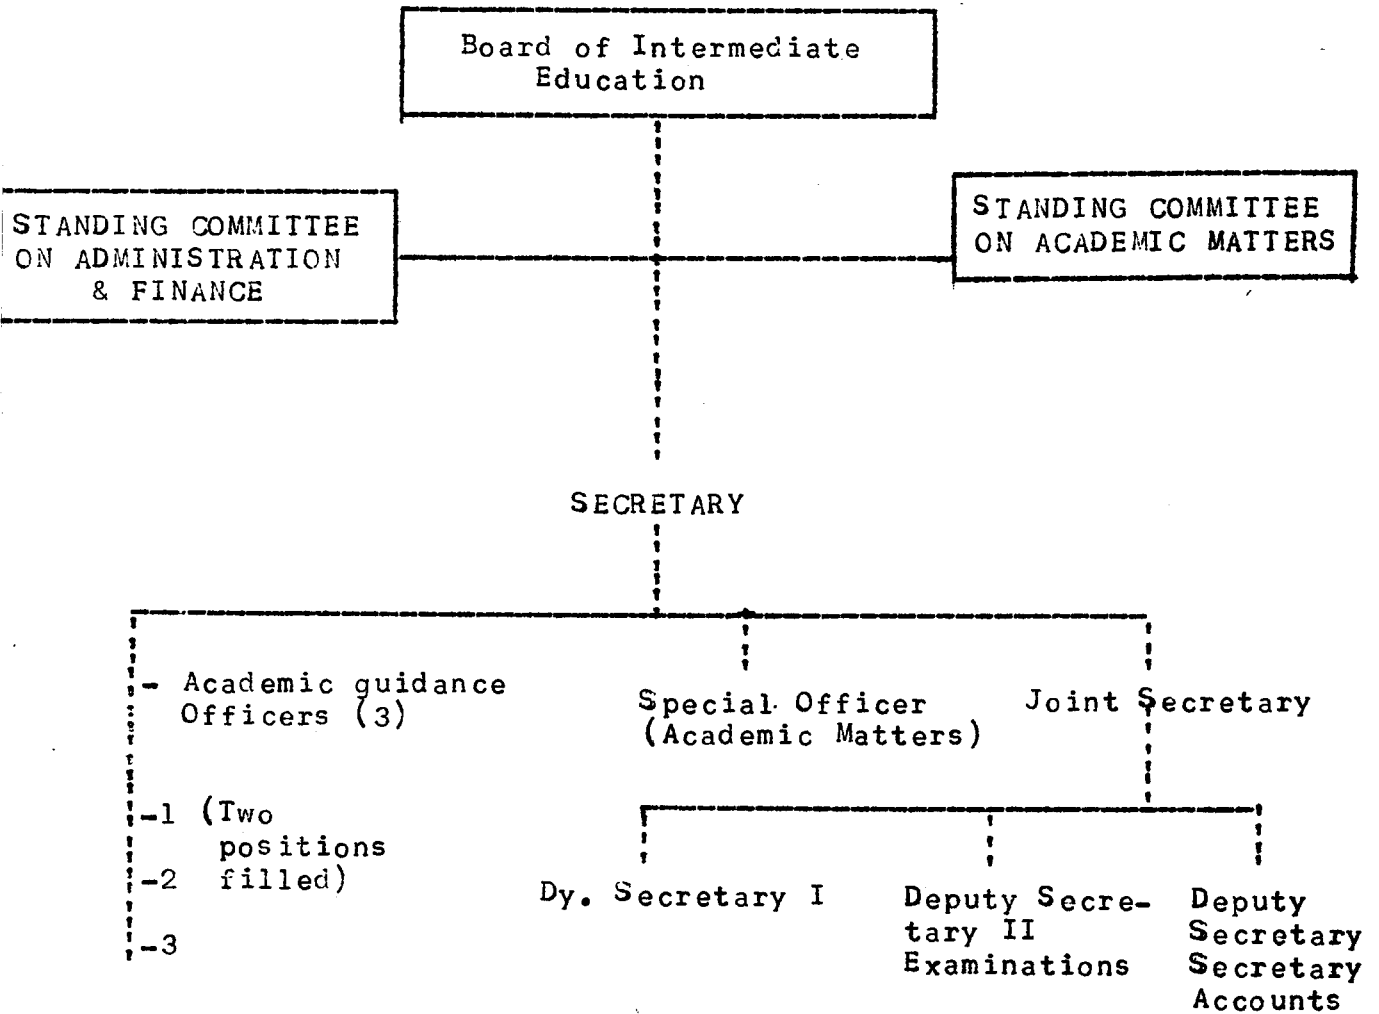 Board of Intermediate
Education
STANDING COMMITTEE
ON ADMINISTRATION
& FINANCE
STANDING COMMITTEE
ON ACADEMIC MATTERS
SECRETARY
- Academic guidance
Officers (3)
-1 (Two
positions
-2 filled)
-3
Special Officer
(Academic Matters)
Joint Secretary
Dy. Secretary I
Deputy Secre-
tary II
Examinations
Deputy
Secretary
Secretary
Accounts